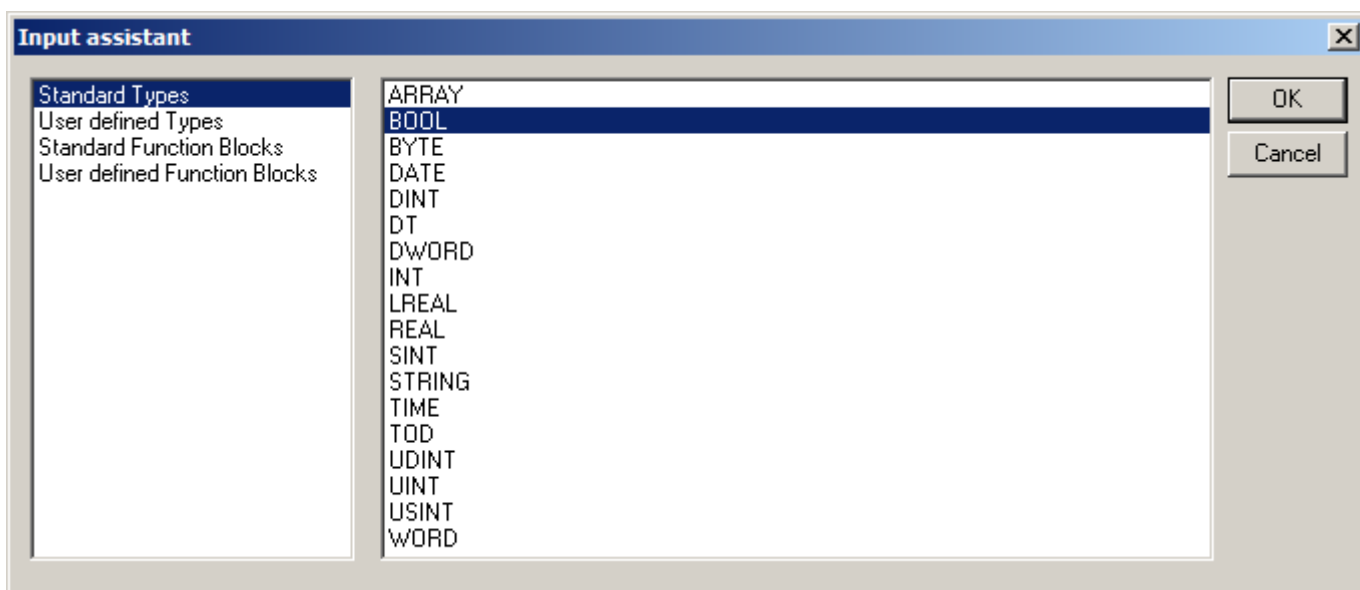 Input assistant
Standard Types
User defined Types
Standard Function Blocks
User defined Function Blocks
ARRAY
BOOL
BYTE
DATE
DINT
DT
DWORD
INT
LREAL
REAL
SINT
STRING
TIME
TOD
UDINT
UINT
USINT
WORD
OK
Cancel